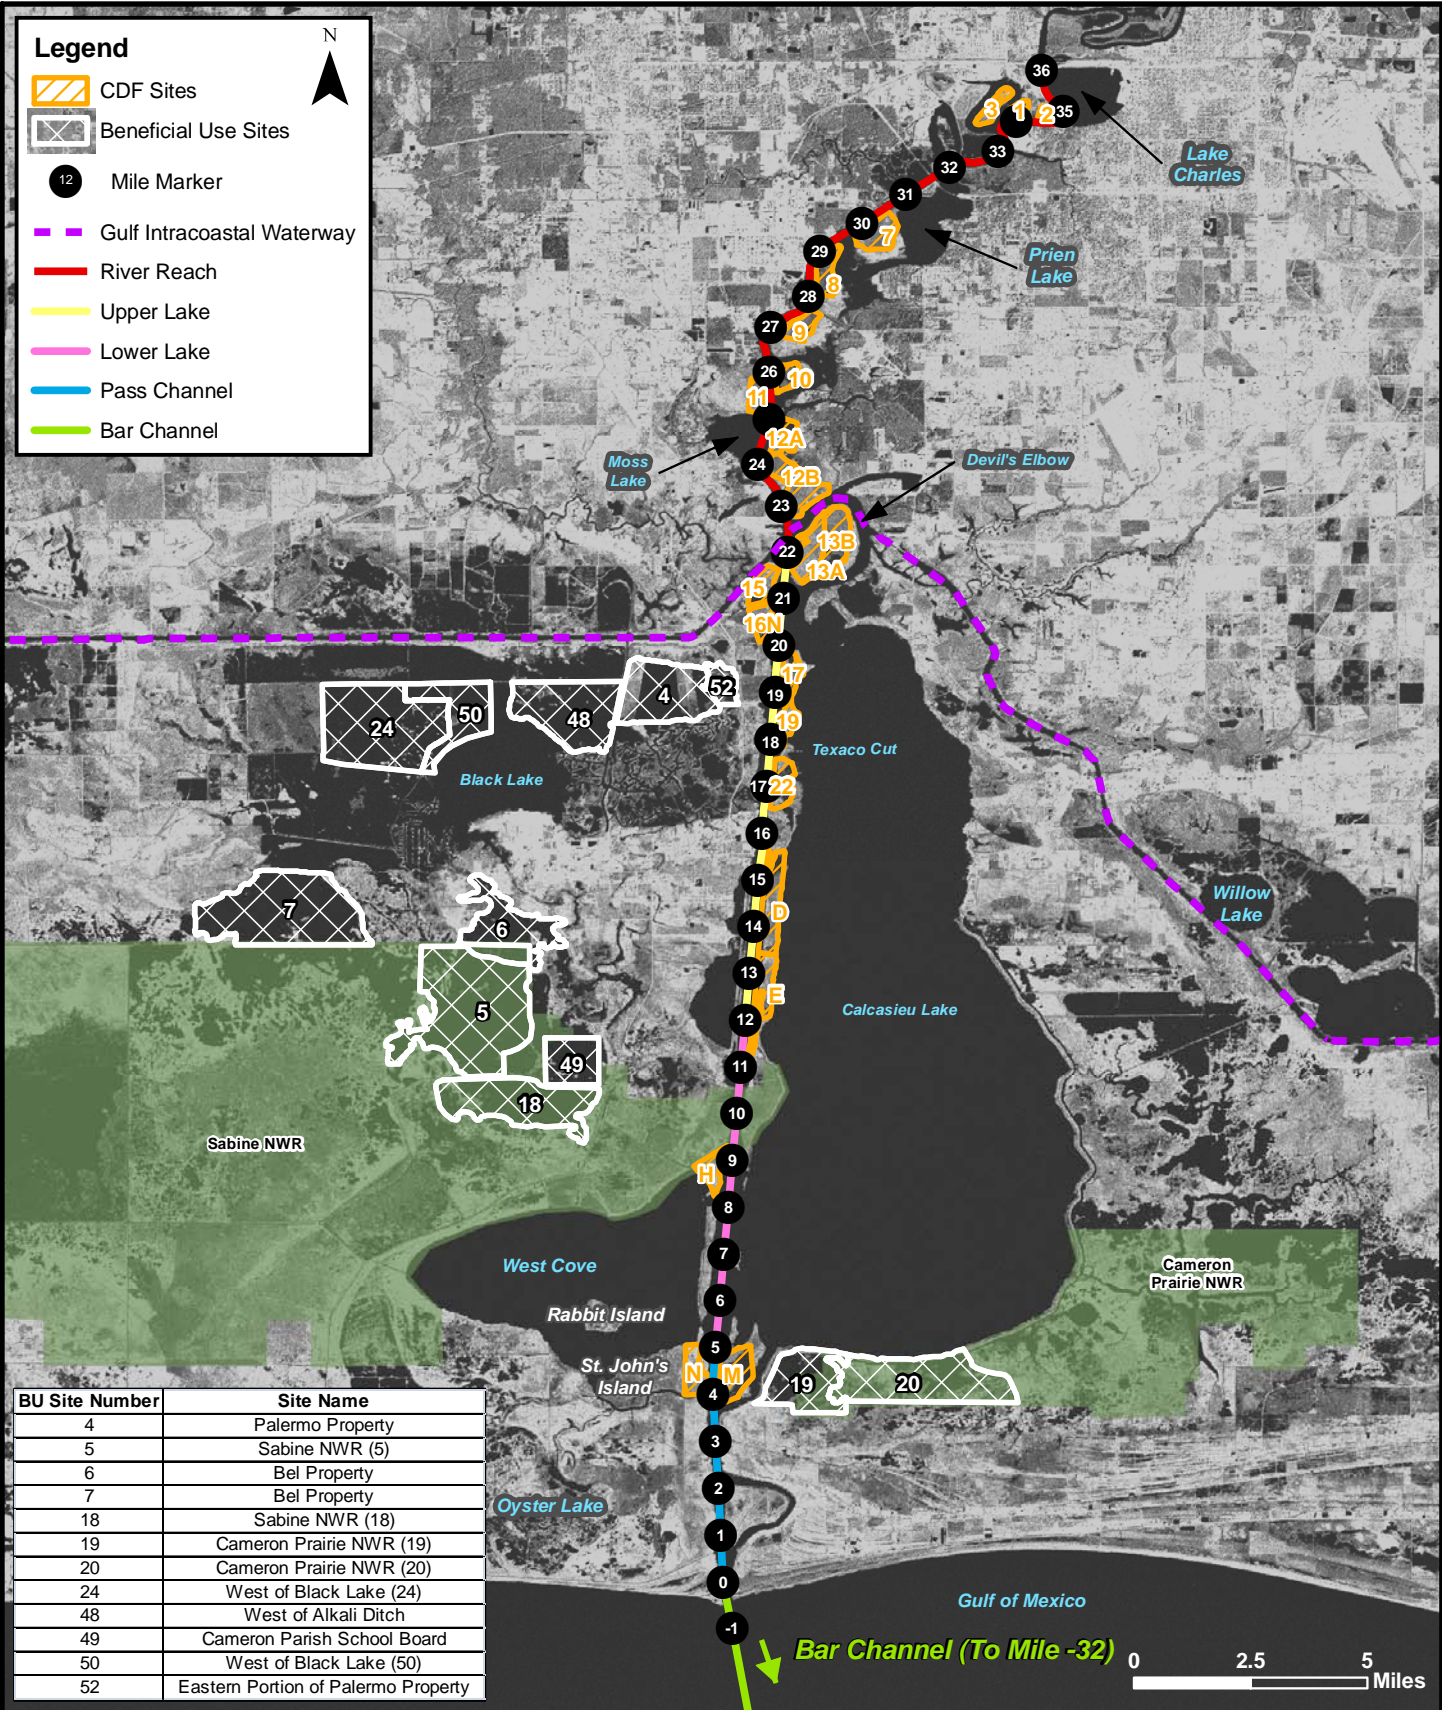 Legend
N
CDF Sites
Beneficial Use Sites
12 Mile Marker
Gulf Intracoastal Waterway
River Reach
Upper Lake
Lower Lake
Pass Channel
Bar Channel
36
3 1 2 35
33
Lake
Charles
32
31
30
7
29
Prien
Lake
8
28
27
9
26
10
11
12A
Moss
Lake
24
12B
Devil's Elbow
23
13B
22
13A
15
21
16N
20
17
4
52
19
24
50
48
19
18
Texaco Cut
Black Lake
17
22
16
15
7
D
6
14
Willow
Lake
13
E
5
12
Calcasieu Lake
49
11
18
10
Sabine NWR
9
H
8
7
West Cove
Cameron
Prairie NWR
6
Rabbit Island
5
St. John's
Island
N
M
4
19
20
3
2
Oyster Lake
1
0
Gulf of Mexico
-1
Bar Channel (To Mile -32)
0 2.5 5
Miles
BU Site Number Site Name
4 Palermo Property
5 Sabine NWR (5)
6 Bel Property
7 Bel Property
18 Sabine NWR (18)
19 Cameron Prairie NWR (19)
20 Cameron Prairie NWR (20)
24 West of Black Lake (24)
48 West of Alkali Ditch
49 Cameron Parish School Board
50 West of Black Lake (50)
52 Eastern Portion of Palermo Property